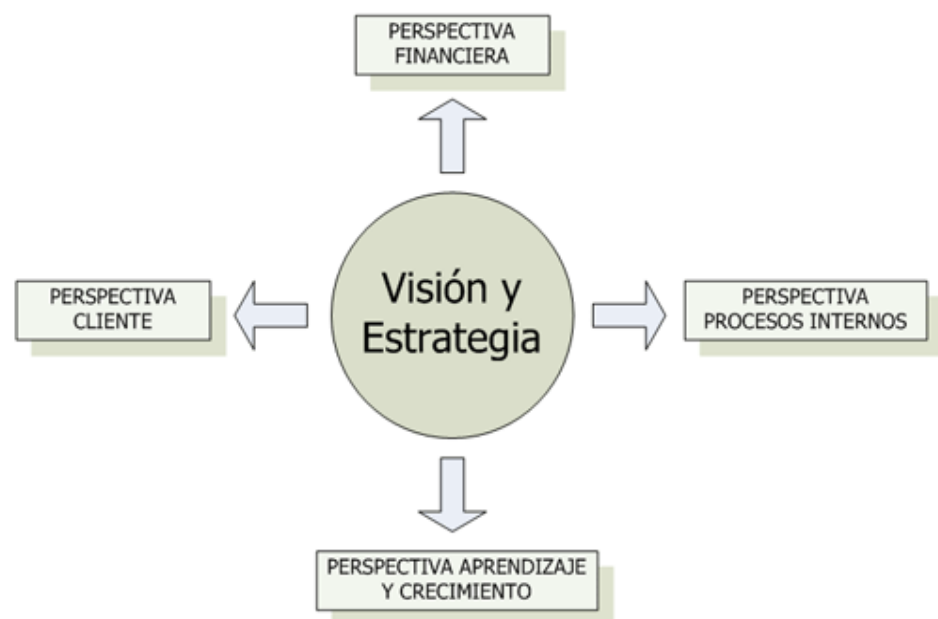 PERSPECTIVA
FINANCIERA
PERSPECTIVA
CLIENTE
Visión y
Estrategia
PERSPECTIVA
PROCESOS INTERNOS
PERSPECTIVA APRENDIZAJE
Y CRECIMIENTO